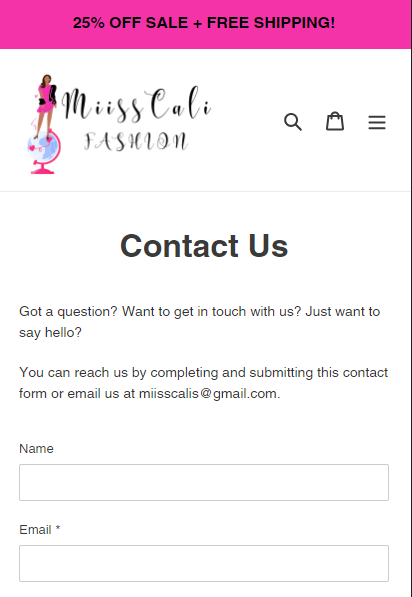 25% OFF SALE + FREE SHIPPING!
MiissCali
FASHION
Contact Us
Got a question? Want to get in touch with us? Just want to
say hello?
You can reach us by completing and submitting this contact
form or email us at miisscalis@gmail.com.
Name
Email *